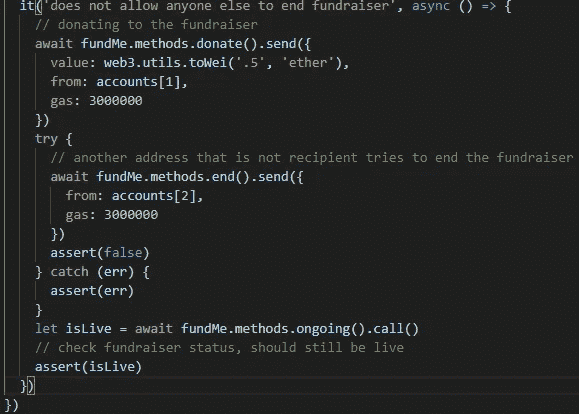 it('does not allow anyone else to end fundraiser', async () => {
// donating to the fundraiser
await fundMe.methods.donate().send({
value: web3.utils.toWei('.5', 'ether'),
from: accounts[1],
gas: 3000000
})
try {
// another address that is not recipient tries to end the fundraiser
await fundMe.methods.end().send({
from: accounts[2],
gas: 3000000
})
assert(false)
} catch (err) {
assert(err)
}
let isLive = await fundMe.methods.ongoing().call()
// check fundraiser status, should still be live
assert(isLive)
})
})